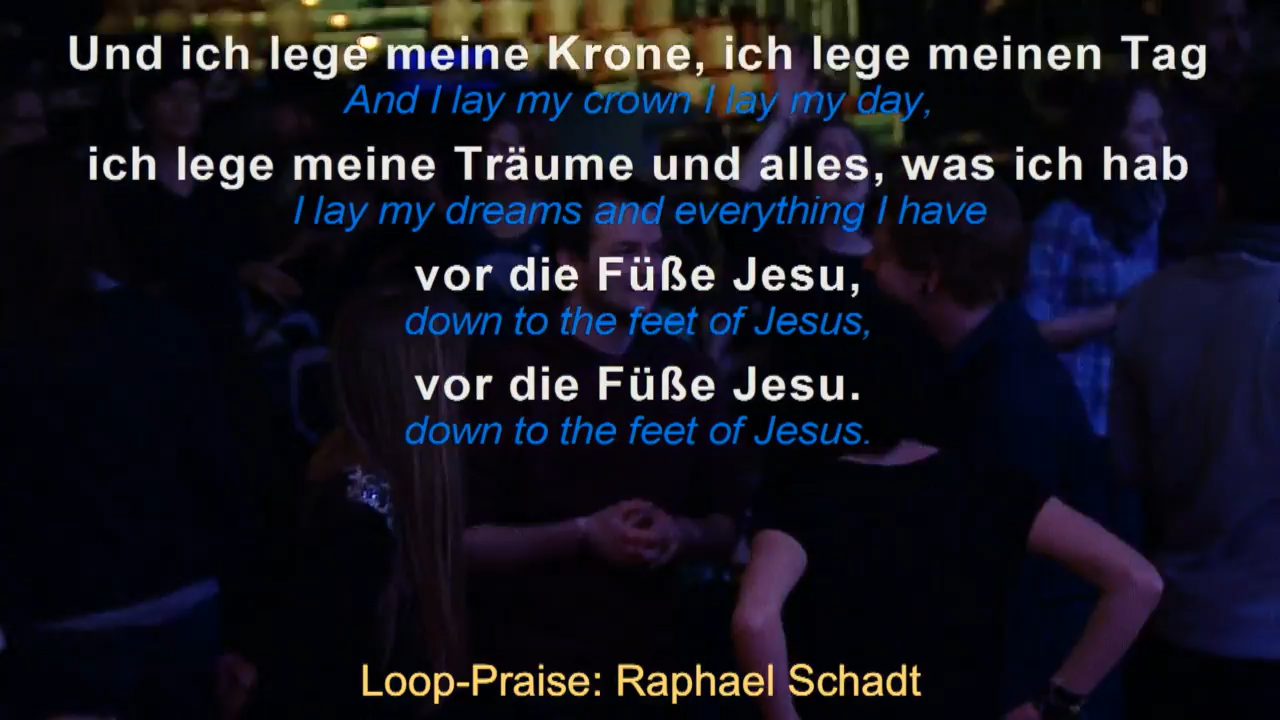 Und ich lege meine Krone, ich lege meinen Tag
And I lay my crown I lay my day,
ich lege meine Träume und alles, was ich hab
I lay my dreams and everything I have
vor die Füße Jesu,
down to the feet of Jesus,
vor die Füße Jesu.
down to the feet of Jesus.
Loop-Praise: Raphael Schadt